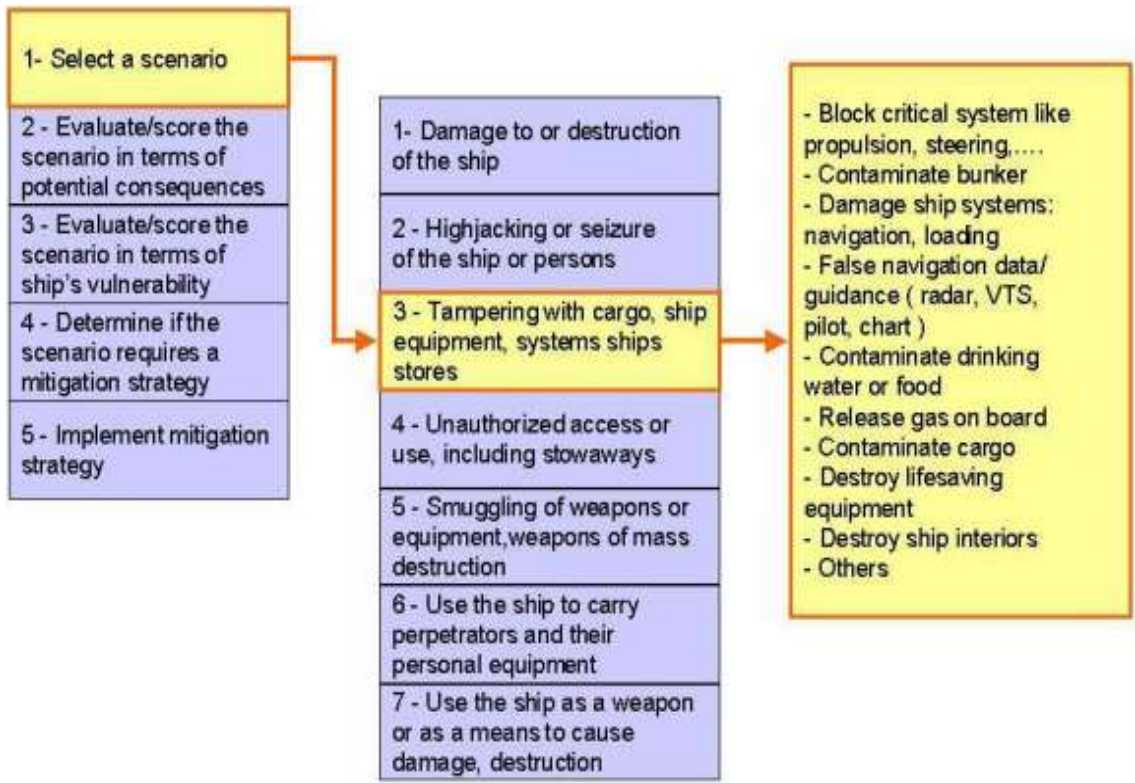 1- Select a scenario
2 - Evaluate/score the
scenario in terms of
potential consequences
3 - Evaluate/score the
scenario in terms of
ship's vulnerability
4 - Determine if the
scenario requires a
mitigation strategy
5 - Implement mitigation
strategy
1- Damage to or destruction
of the ship
2 - Highjacking or seizure
of the ship or persons
3 - Tampering with cargo, ship
equipment, systems ships
stores
4 - Unauthorized access or
use, including stowaways
5 - Smuggling of weapons or
equipment,weapons of mass
destruction
6 - Use the ship to carry
perpetrators and their
personal equipment
7 - Use the ship as a weapon
or as a means to cause
damage, destruction
- Block critical system like
propulsion, steering,....
- Contaminate bunker
- Damage ship systems:
navigation, loading
- False navigation data/
guidance ( radar, VTS,
pilot, chart )
- Contaminate drinking
water or food
- Release gas on board
- Contaminate cargo
- Destroy lifesaving
equipment
- Destroy ship interiors
- Others